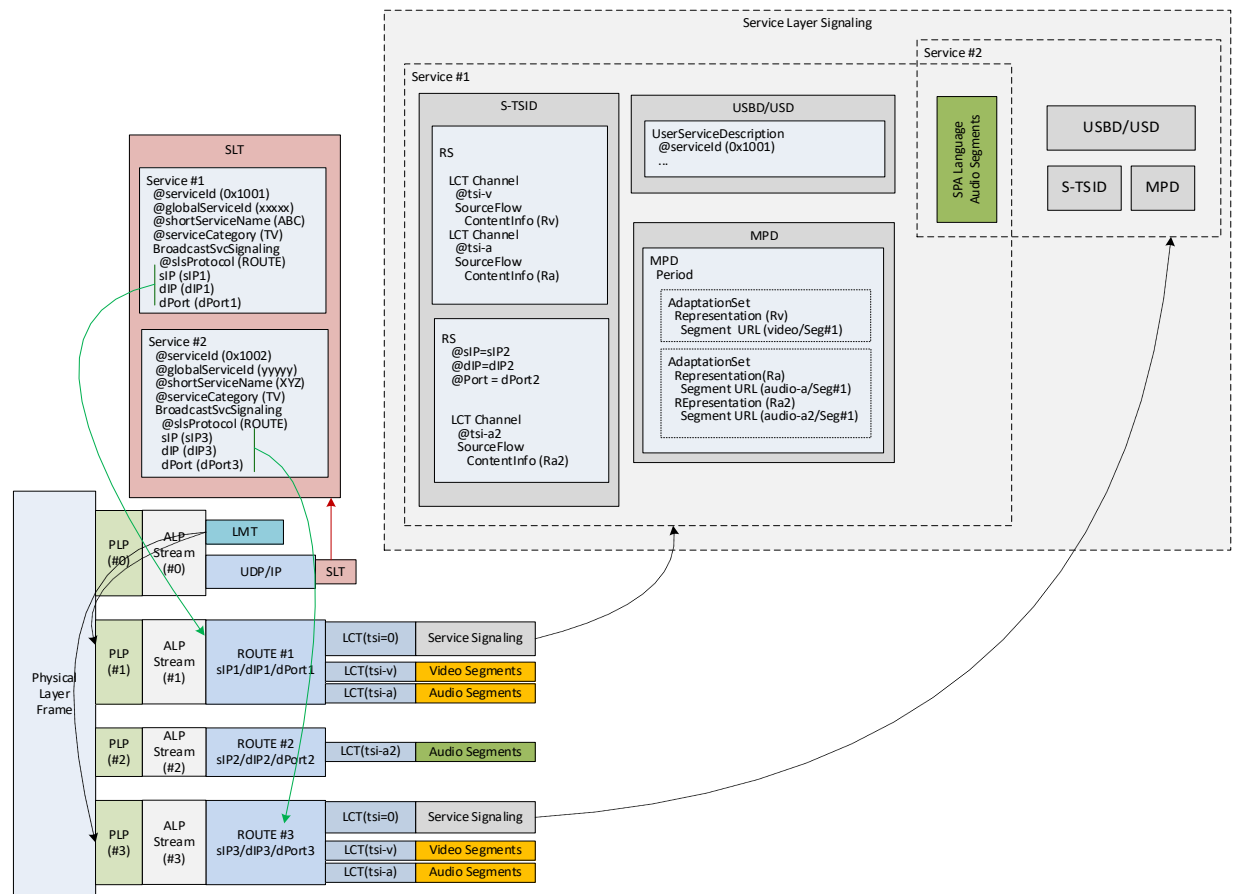 Service Layer Signaling
Service #2
Service #1
S-TSID
RS
LCT Channel
@tsi-v
SourceFlow
ContentInfo (Rv)
LCT Channel
@tsi-a
SourceFlow
ContentInfo (Ra)
RS
@sIP=sIP2
@dIP=dIP2
@Port = dPort2
LCT Channel
@tsi-a2
SourceFlow
ContentInfo (Ra2)
USBD/USD
UserServiceDescription
@serviceId (0x1001)
...
MPD
MPD
Period
AdaptationSet
Representation (Rv)
Segment URL (video/Seg#1)
AdaptationSet
Representation(Ra)
Segment URL (audio-a/Seg#1)
REpresentation (Ra2)
Segment URL (audio-a2/Seg#1)
SPA Language
Audio Segments
USBD/USD
S-TSID
MPD
SLT
Service #1
@serviceId (0x1001)
@globalServiceId (xxxxx)
@shortServiceName (ABC)
@serviceCategory (TV)
BroadcastSvcSignaling
@slsProtocol (ROUTE)
sIP (sIP1)
dIP (dIP1)
dPort (dPort1)
Service #2
@serviceId (0x1002)
@globalServiceId (yyyyy)
@shortServiceName (XYZ)
@serviceCategory (TV)
BroadcastSvcSignaling
@slsProtocol (ROUTE)
sIP (sIP3)
dIP (dIP3)
dPort (dPort3)
Physical
Layer
Frame
PLP
(#0)
ALP
Stream
(#0)
LMT
UDP/IP
SLT
PLP
(#1)
ALP
Stream
(#1)
ROUTE #1
sIP1/dIP1/dPort1
LCT(tsi=0)
Service Signaling
LCT(tsi-v)
Video Segments
LCT(tsi-a)
Audio Segments
PLP
(#2)
ALP
Stream
(#2)
ROUTE #2
sIP2/dIP2/dPort2
LCT(tsi-a2)
Audio Segments
PLP
(#3)
ALP
Stream
(#3)
ROUTE #3
sIP3/dIP3/dPort3
LCT(tsi=0)
Service Signaling
LCT(tsi-v)
Video Segments
LCT(tsi-a)
Audio Segments